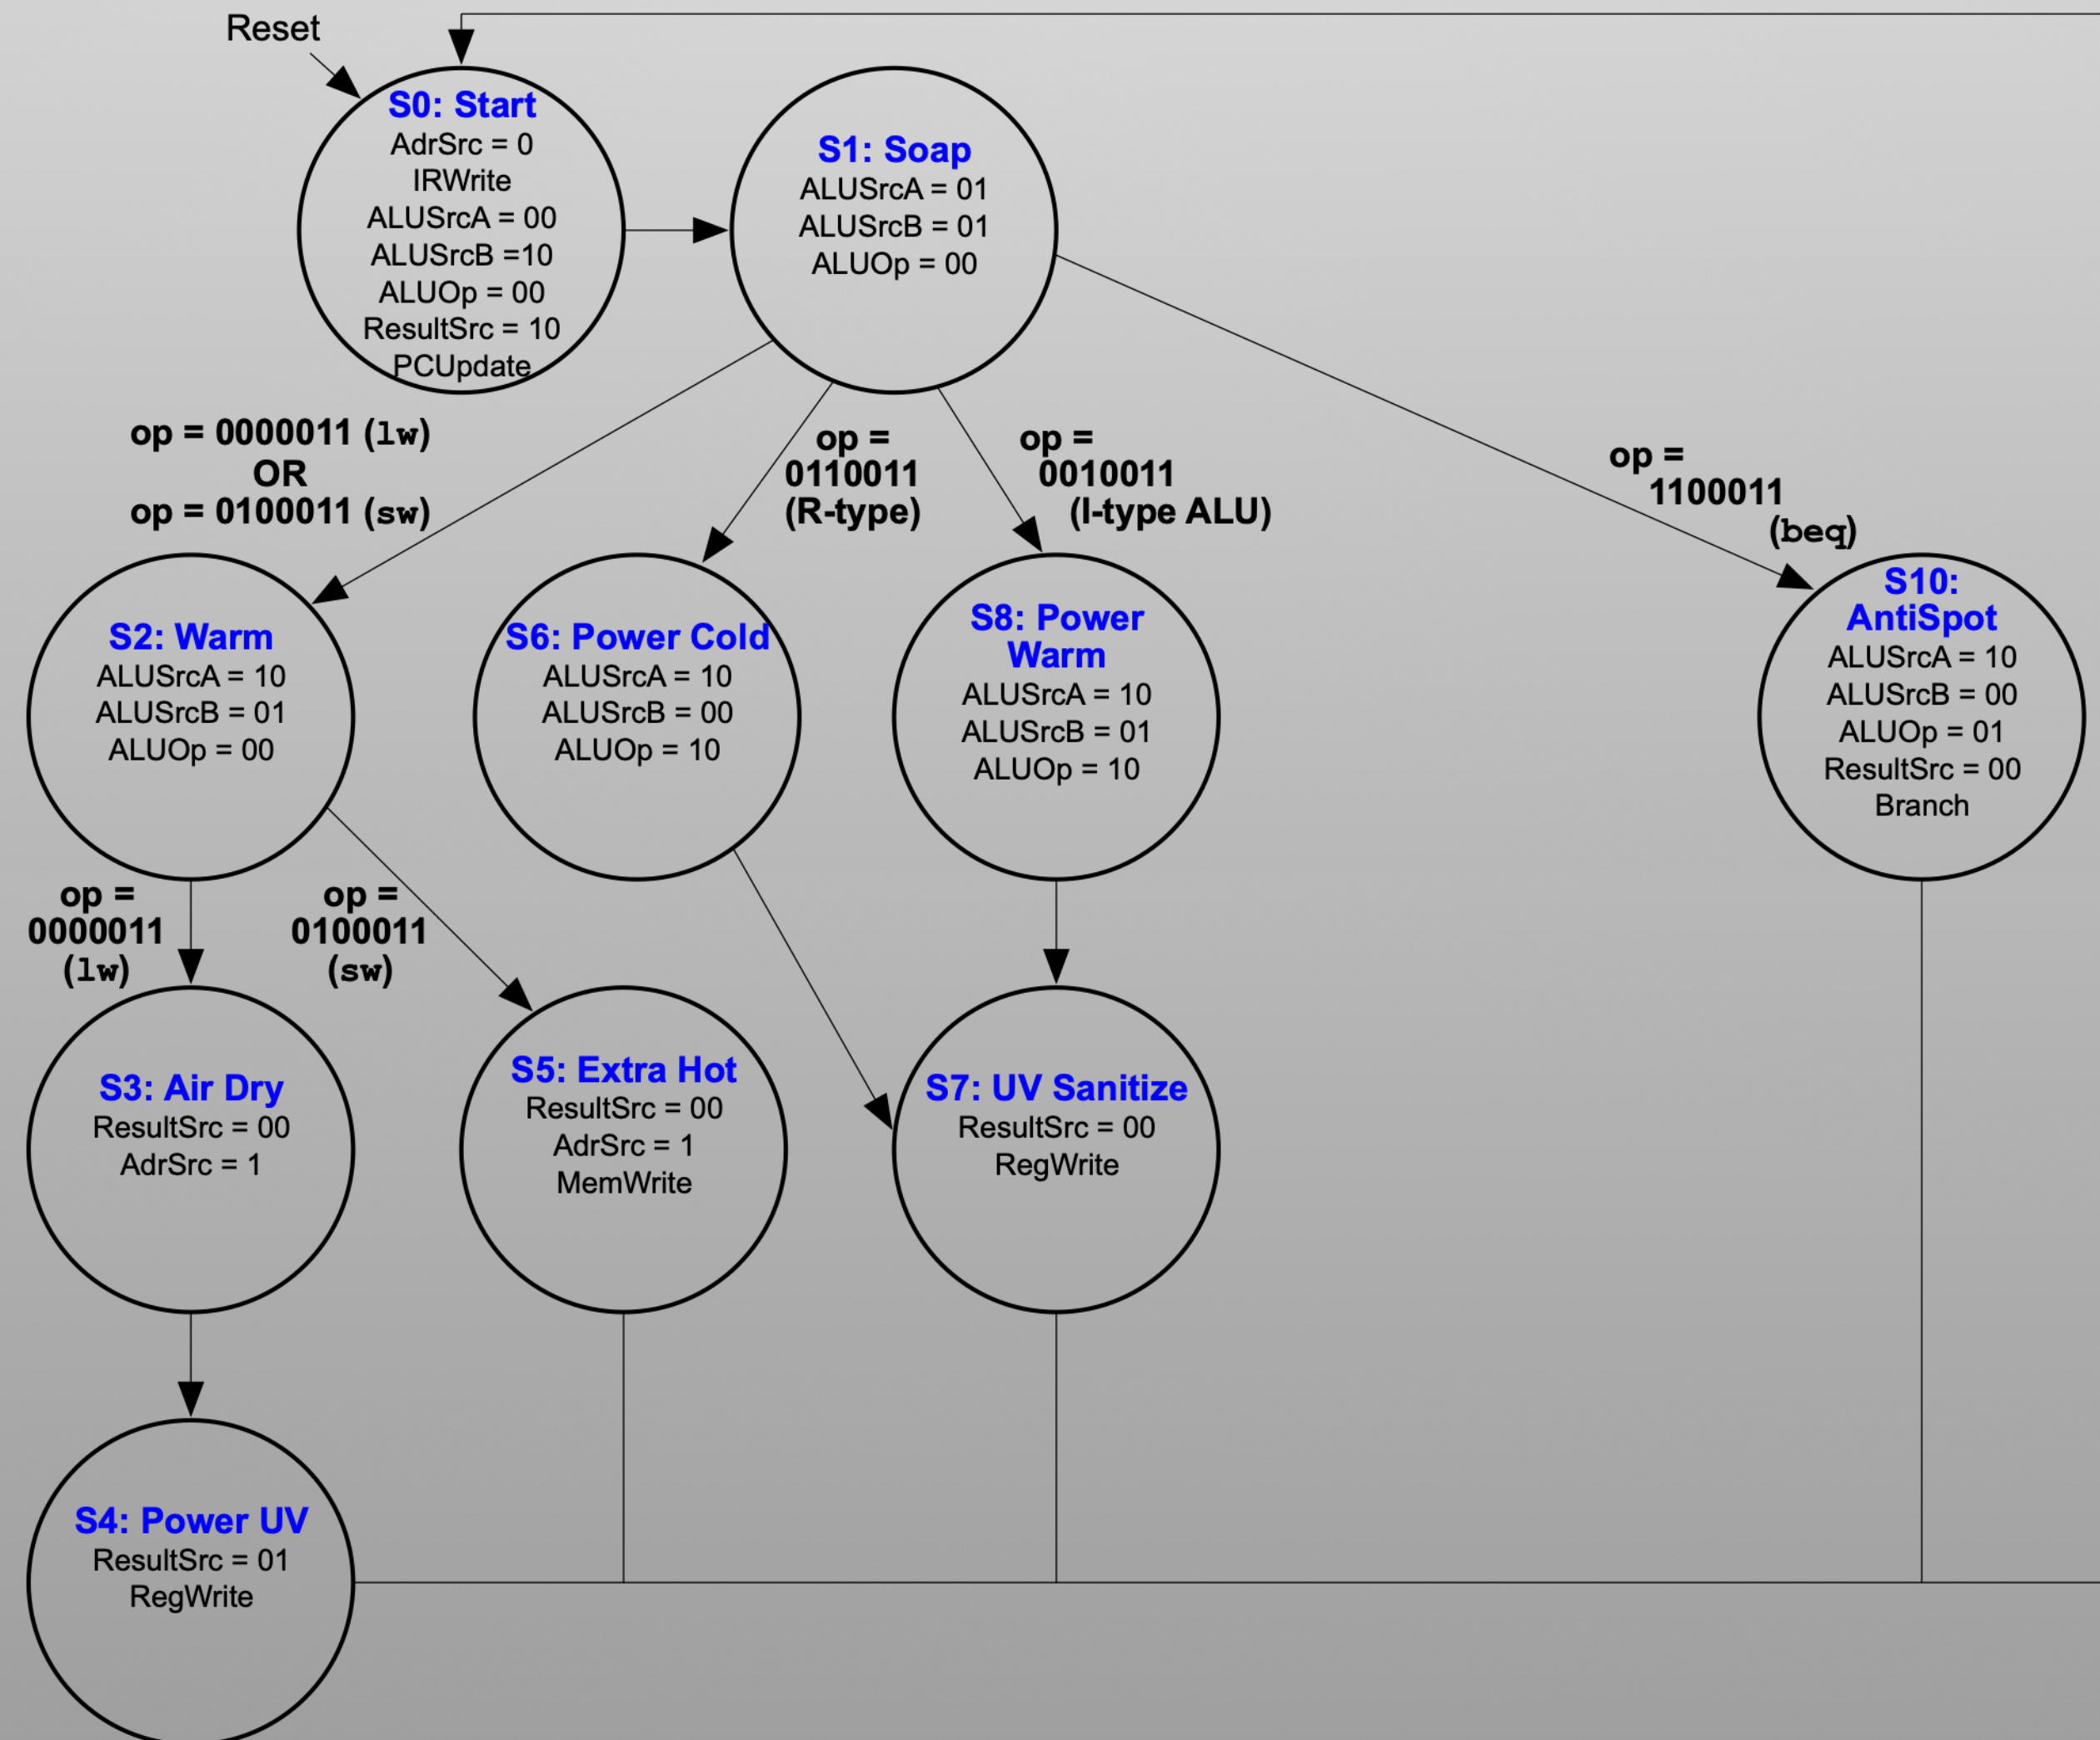 Reset
S0: Start
AdrSrc = 0
IRWrite
ALUSrcA = 00
ALUSrcB =10
ALUOp = 00
ResultSrc = 10
PCUpdate
S1: Soap
ALUSrcA = 01
ALUSrcB = 01
ALUOp = 00
op = 0000011 (lw)
OR
op = 0100011 (sw)
op =
0110011
(R-type)
op =
0010011
(I-type ALU)
op =
1100011
(beq)
S2: Warm
ALUSrcA = 10
ALUSrcB = 01
ALUOp = 00
S6: Power Cold
ALUSrcA = 10
ALUSrcB = 00
ALUOp = 10
S8: Power
Warm
ALUSrcA = 10
ALUSrcB = 01
ALUOp = 10
S10:
AntiSpot
ALUSrcA = 10
ALUSrcB = 00
ALUOp = 01
ResultSrc = 00
Branch
op =
0000011
(lw)
op =
0100011
(sw)
S3: Air Dry
ResultSrc = 00
AdrSrc = 1
S5: Extra Hot
ResultSrc = 00
AdrSrc = 1
MemWrite
S7: UV Sanitize
ResultSrc = 00
RegWrite
S4: Power UV
ResultSrc = 01
RegWrite